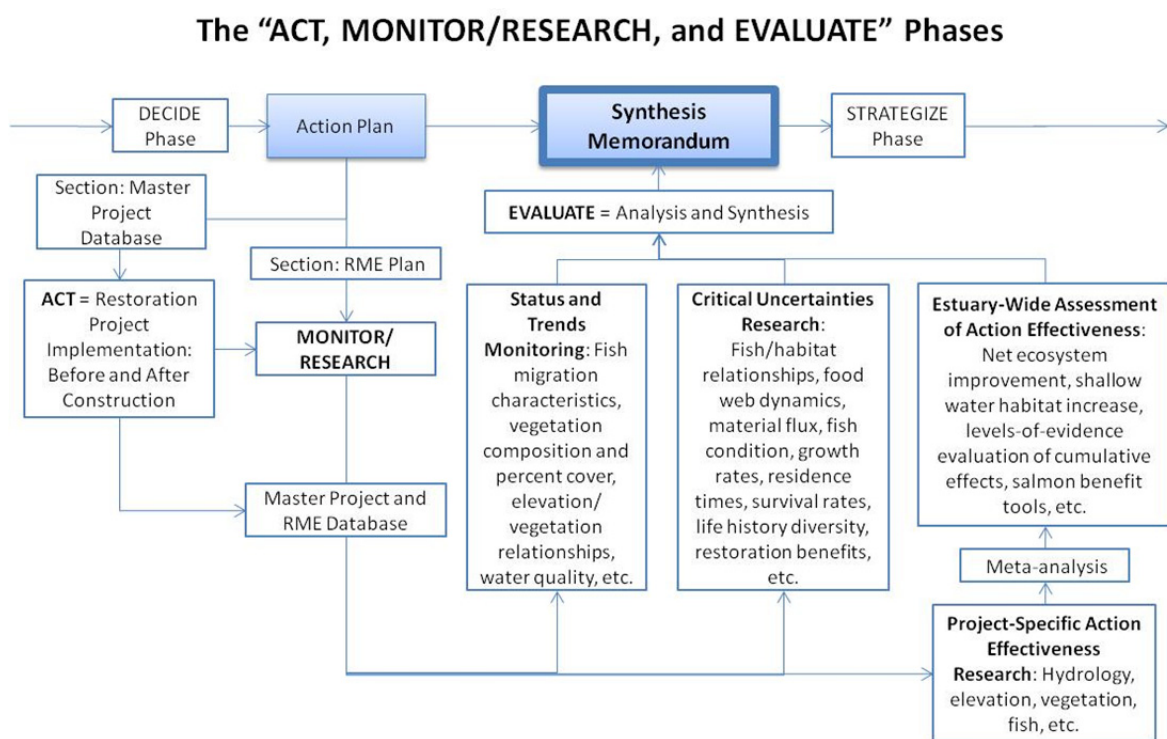 The “ACT, MONITOR/RESEARCH, and EVALUATE” Phases
DECIDE
Phase
Action Plan
Synthesis
Memorandum
STRATEGIZE
Phase
Section: Master
Project
Database
EVALUATE = Analysis and Synthesis
Section: RME Plan
ACT = Restoration
Project
Implementation:
Before and After
Construction
MONITOR/
RESEARCH
Master Project and
RME Database
Status and
Trends
Monitoring: Fish
migration
characteristics,
vegetation
composition and
percent cover,
elevation/
vegetation
relationships,
water quality, etc.
Critical Uncertainties
Research:
Fish/habitat
relationships, food
web dynamics,
material flux, fish
condition, growth
rates, residence
times, survival rates,
life history diversity,
restoration benefits,
etc.
Estuary-Wide Assessment
of Action Effectiveness:
Net ecosystem
improvement, shallow
water habitat increase,
levels-of-evidence
evaluation of cumulative
effects, salmon benefit
tools, etc.
Meta-analysis
Project-Specific Action
Effectiveness
Research: Hydrology,
elevation, vegetation,
fish, etc.